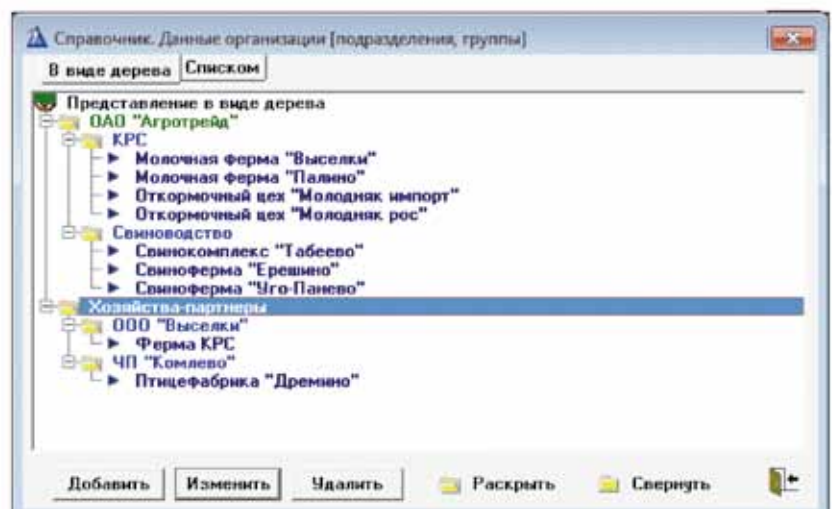 Справочник. Данные организации [подразделения, группы]
В виде дерева Списком
Представление в виде дерева
ОАО "Агротрейд"
КРС
Молочная ферма "Выселки"
Молочная ферма "Палино"
Откормочный цех "Молодняк импорт"
Откормочный цех "Молодняк рос"
Свиноводство
Свинокомплекс "Табеево"
Свиноферма "Ерешино"
Свиноферма "Уго-Панево"
Хозяйства-партнеры
ООО "Выселки"
Ферма КРС
ЧП "Комлево"
Птицефабрика "Дремино"
Добавить Изменить Удалить Раскрыть Свернуть